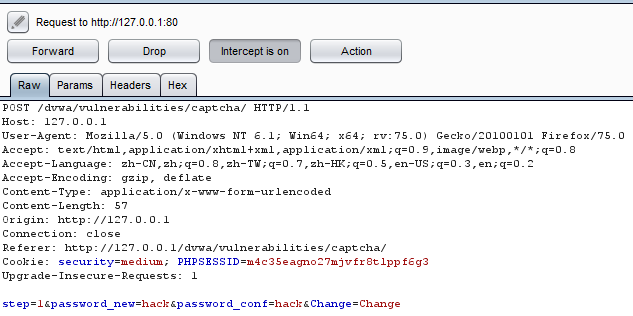 Request to http://127.0.0.1:80
Forward Drop Intercept is on Action
Raw Params Headers Hex
POST /dvwa/vulnerabilities/captcha/ HTTP/1.1
Host: 127.0.0.1
User-Agent: Mozilla/5.0 (Windows NT 6.1; Win64; x64; rv:75.0) Gecko/20100101 Firefox/75.0
Accept: text/html,application/xhtml+xml,application/xml;q=0.9,image/webp,*/*;q=0.8
Accept-Language: zh-CN,zh;q=0.8,zh-TW;q=0.7,zh-HK;q=0.5,en-US;q=0.3,en;q=0.2
Accept-Encoding: gzip, deflate
Content-Type: application/x-www-form-urlencoded
Content-Length: 57
Origin: http://127.0.0.1
Connection: close
Referer: http://127.0.0.1/dvwa/vulnerabilities/captcha/
Cookie: security=medium; PHPSESSID=m4c35eagno27mjvfr8tlppf6g3
Upgrade-Insecure-Requests: 1
step=1&password_new=hack&password_conf=hack&Change=Change